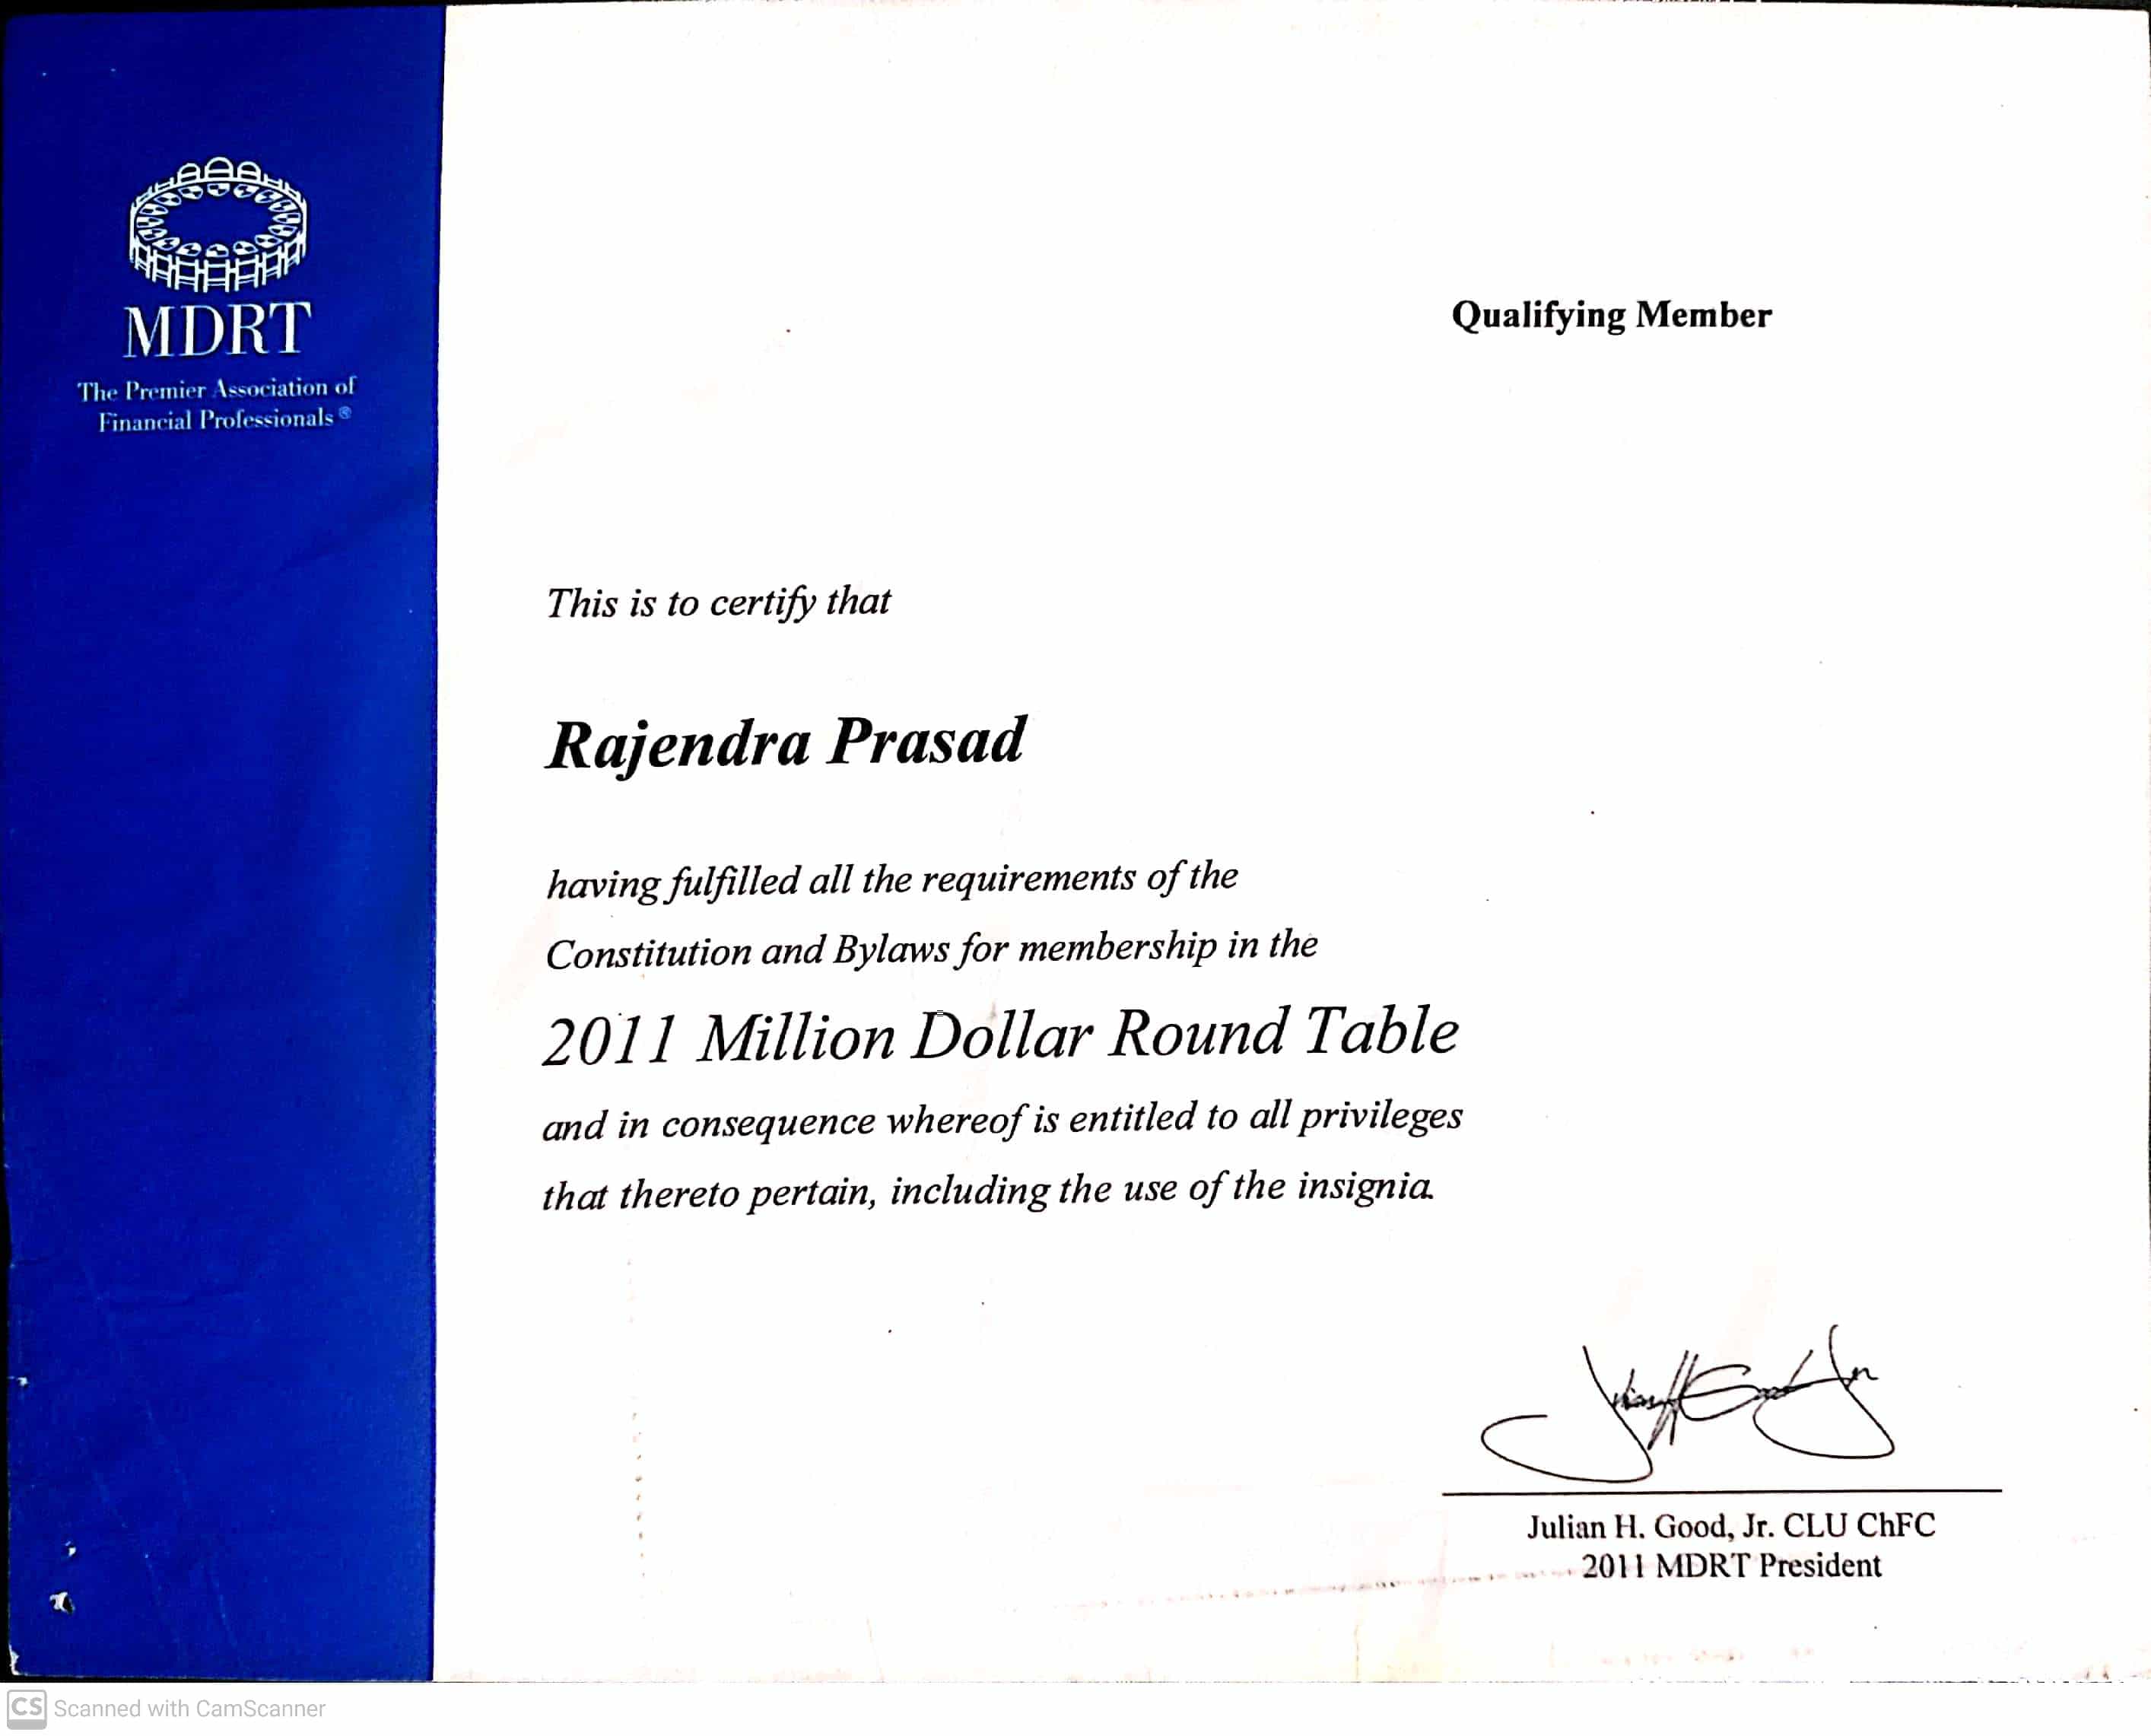 MDRT
The Premier Association of
Financial Professionals ®
Qualifying Member
This is to certify that
Rajendra Prasad
having fulfilled all the requirements of the
Constitution and Bylaws for membership in the
2011 Million Dollar Round Table
and in consequence whereof is entitled to all privileges
that thereto pertain, including the use of the insignia.
Julian H. Good, Jr.
Julian H. Good, Jr. CLU ChFC
2011 MDRT President
CS Scanned with CamScanner